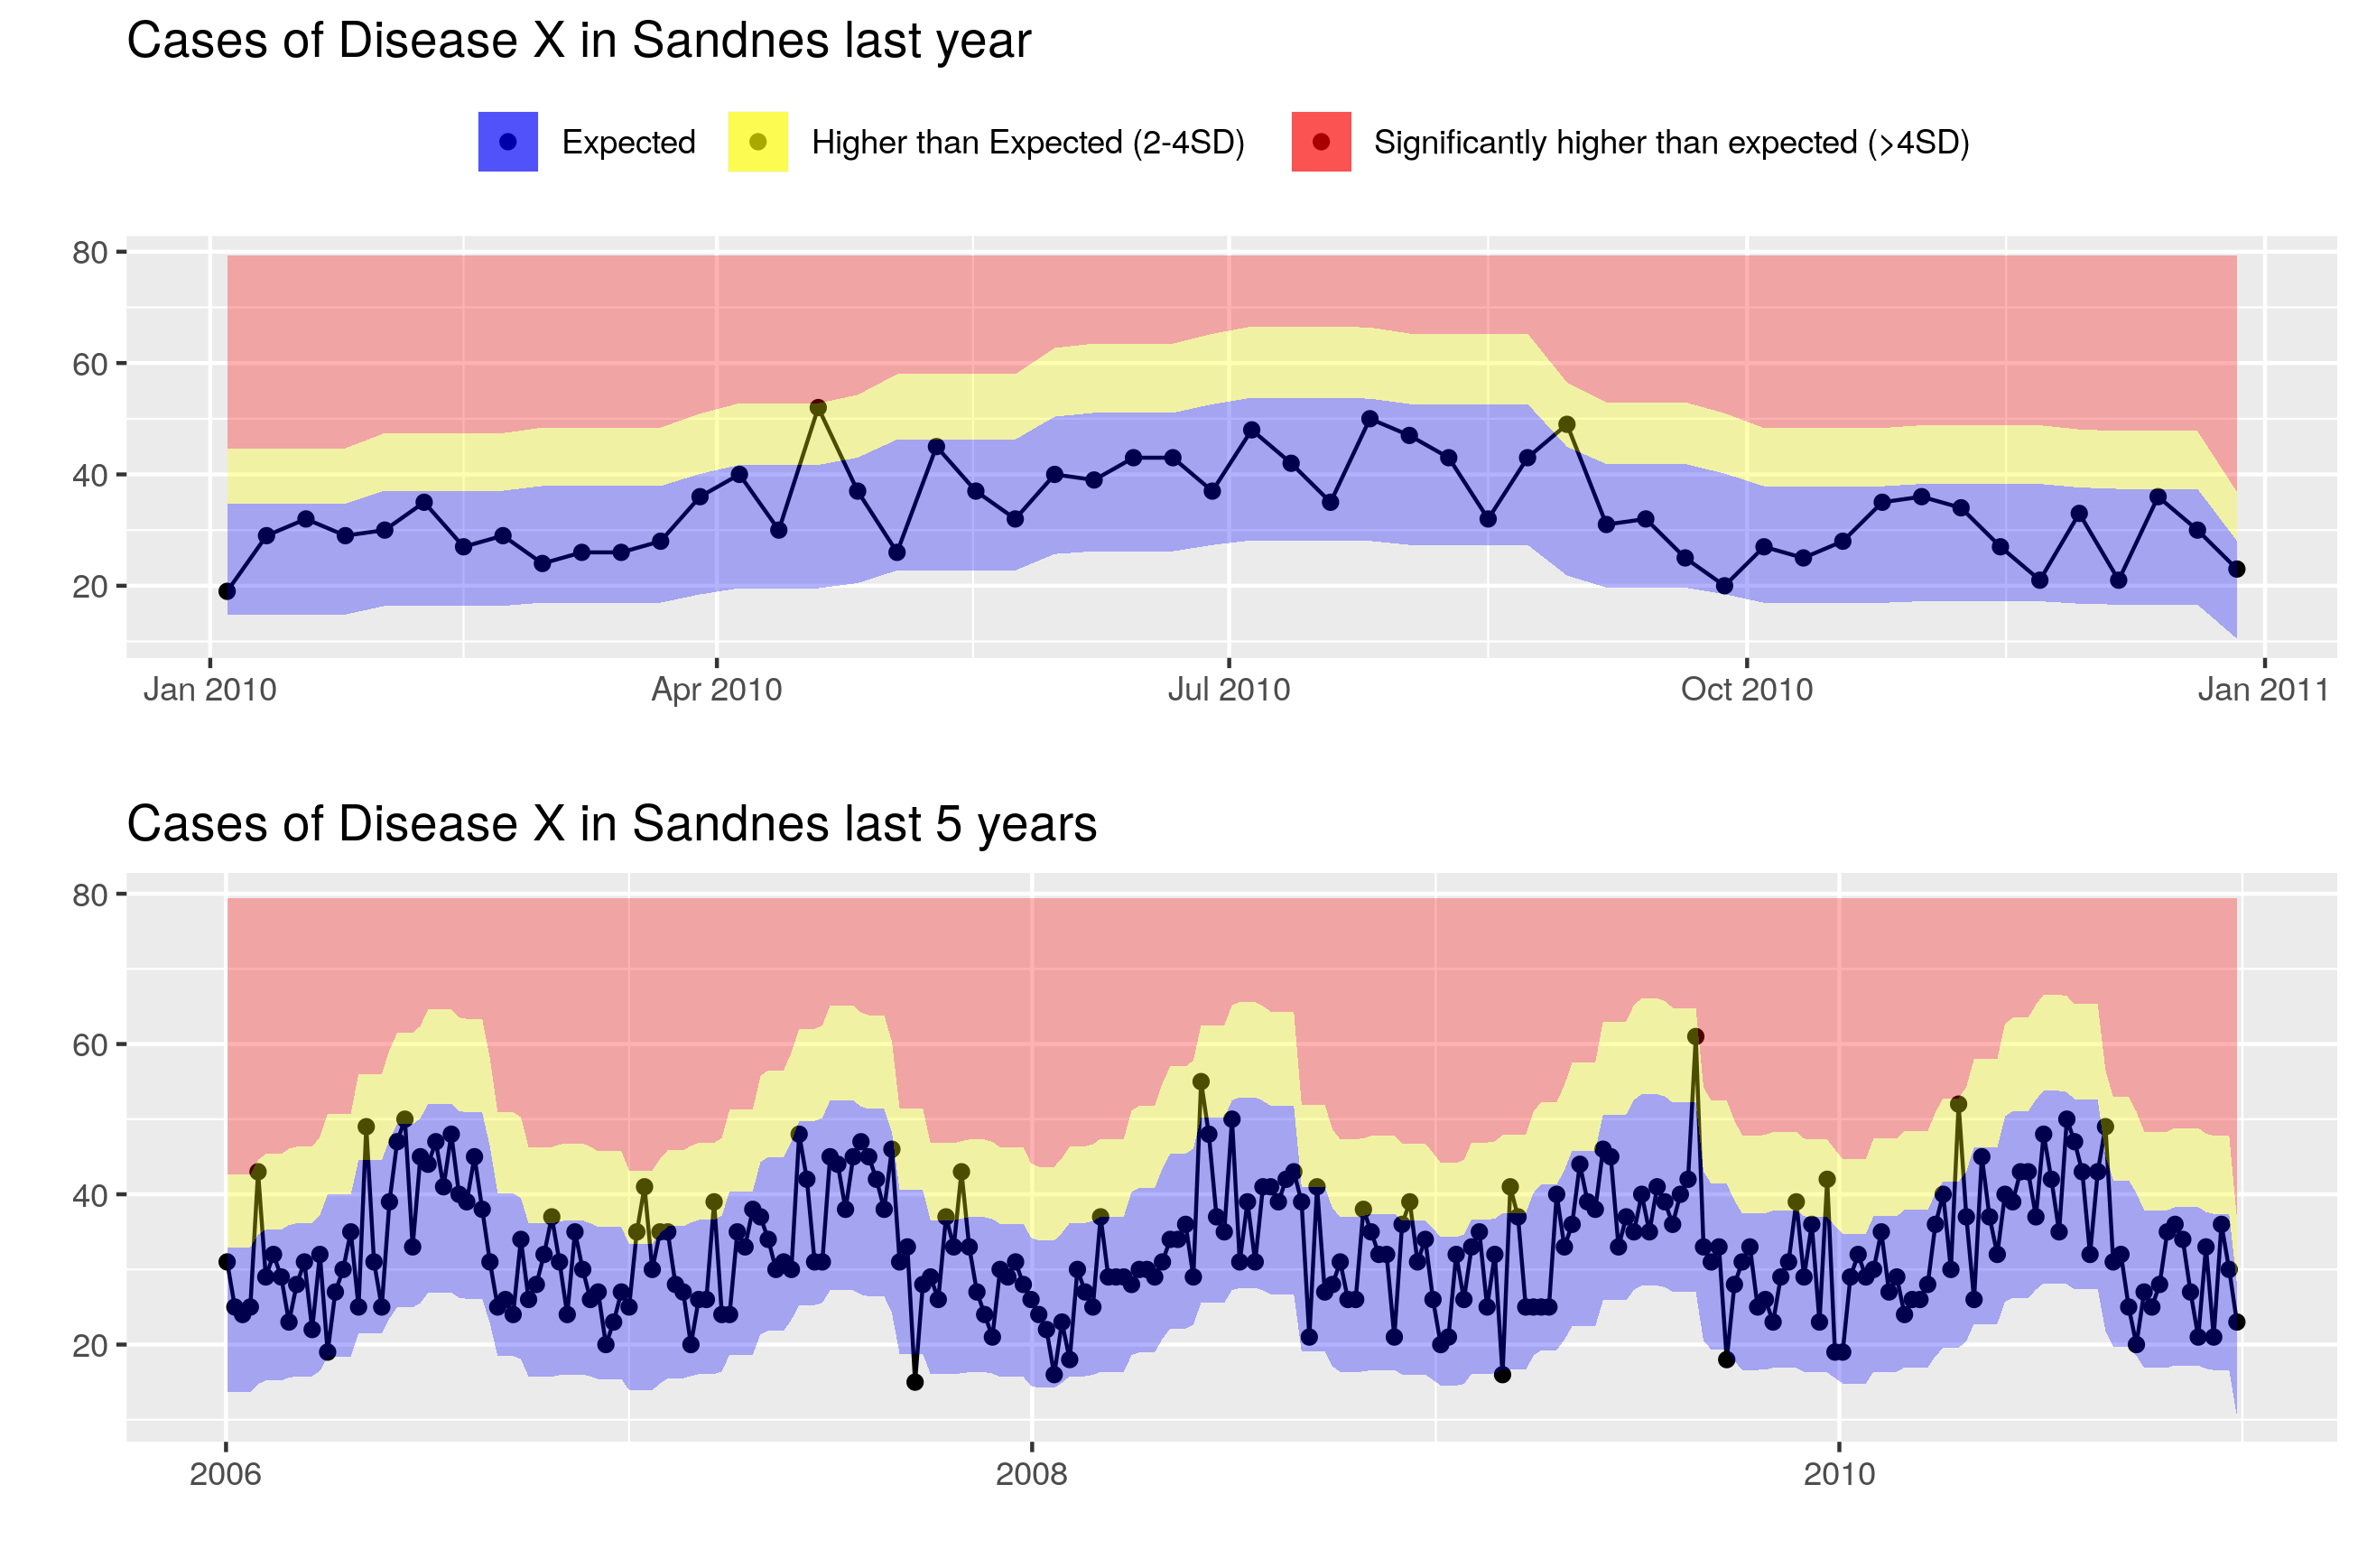 Cases of Disease X in Sandnes last year
Expected Higher than Expected (2-4SD) Significantly higher than expected (>4SD)
80
60
40
20
Jan 2010 Apr 2010 Jul 2010 Oct 2010 Jan 2011
Cases of Disease X in Sandnes last 5 years
80
60
40
20
2006 2008 2010